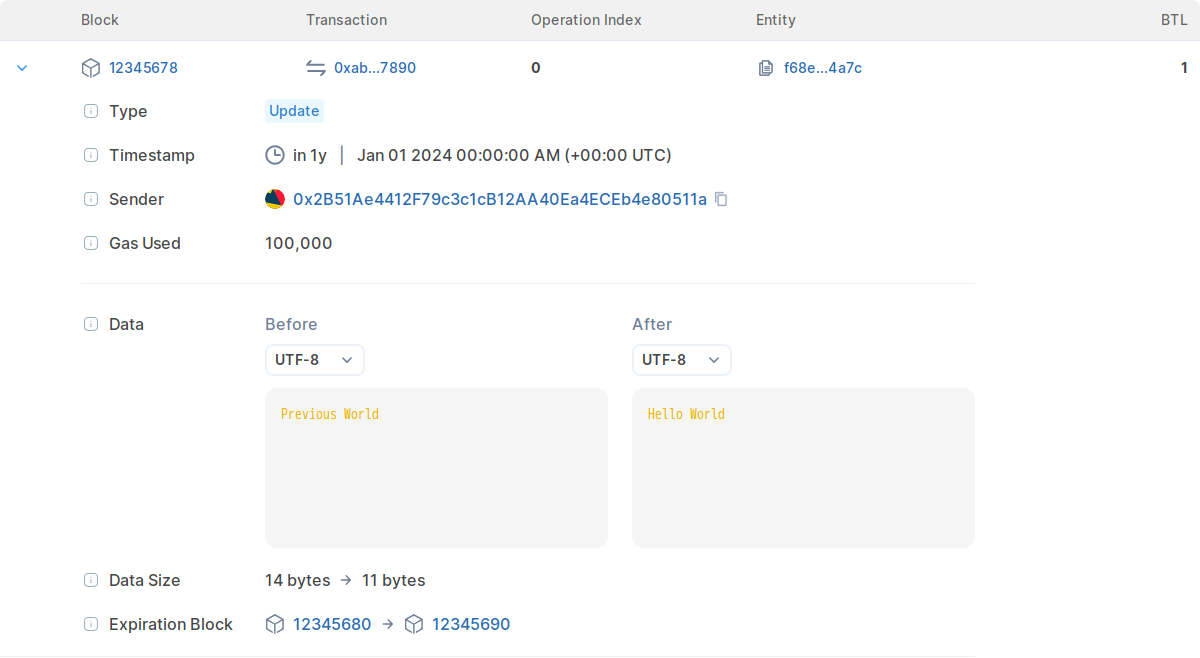 Block Transaction Operation Index Entity BTL
12345678 0xab...7890 0 f68e...4a7c 1
Type Update
Timestamp in 1y | Jan 01 2024 00:00:00 AM (+00:00 UTC)
Sender 0x2B51Ae4412F79c3c1cB12AA40Ea4ECEb4e80511a
Gas Used 100,000
Data Before After
UTF-8 UTF-8
Previous World Hello World
Data Size 14 bytes → 11 bytes
Expiration Block 12345680 → 12345690